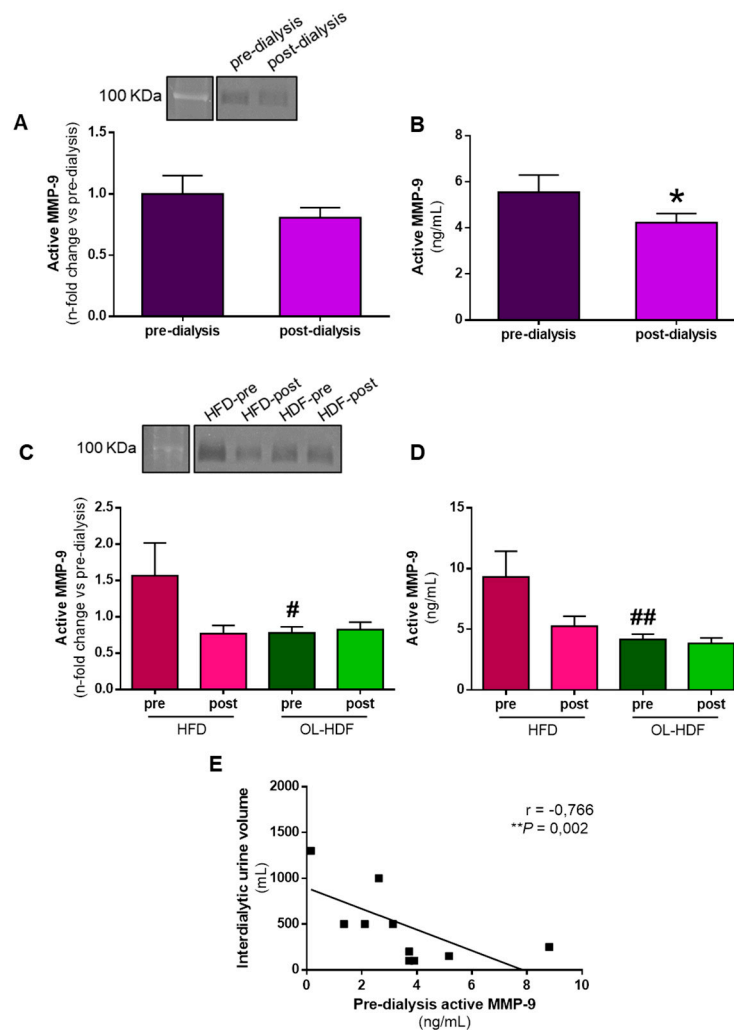 pre-dialysis
post-dialysis
100 KDa
A
Active MMP-9
(n-fold change vs pre-dialysis)
1.5
1.0
0.5
0.0
pre-dialysis
post-dialysis
B
Active MMP-9
(ng/mL)
6
4
2
0
*
pre-dialysis
post-dialysis
HFD-pre
HFD-post
HDF-pre
HDF-post
100 KDa
C
Active MMP-9
(n-fold change vs pre-dialysis)
2.5
2.0
1.5
1.0
0.5
0.0
#
pre post pre post
HFD OL-HDF
D
Active MMP-9
(ng/mL)
15
10
5
0
##
pre post pre post
HFD OL-HDF
E
Interdialytic urine volume
(mL)
2000
1500
1000
500
0
r = -0,766
**P = 0,002
0 2 4 6 8 10
Pre-dialysis active MMP-9
(ng/mL)